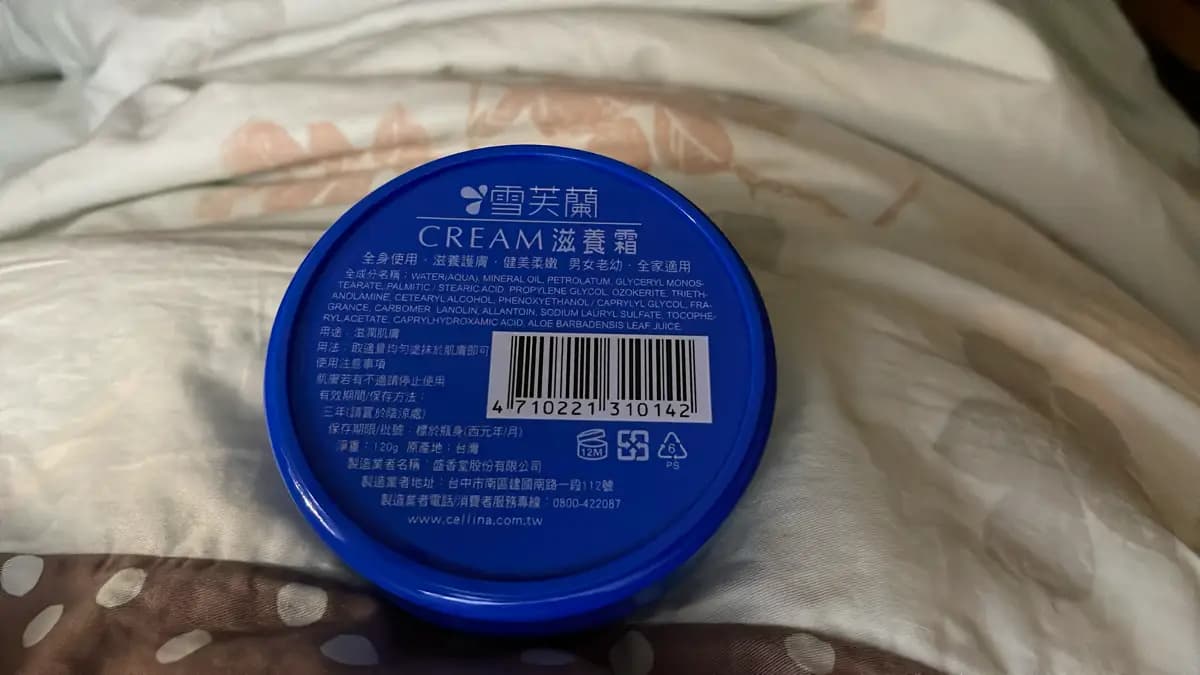 雪芙蘭
CREAM 滋養霜
全身使用．滋養護膚．健美柔嫩 男女老幼．全家適用
全成分名稱：WATER(AQUA), MINERAL OIL, PETROLATUM, GLYCERYL MONOS-
TEARATE, PALMITIC / STEARIC ACID, PROPYLENE GLYCOL, OZOKERITE, TRIETH-
ANOLAMINE, CETEARYL ALCOHOL, PHENOXYETHANOL / CAPRYLYL GLYCOL, FRA-
GRANCE, CARBOMER, LANOLIN, ALLANTOIN, SODIUM LAURYL SULFATE, TOCOPHE-
RYL ACETATE, CAPRYLHYDROXAMIC ACID, ALOE BARBADENSIS LEAF JUICE.
用途：滋潤肌膚
用法：取適量均勻塗抹於肌膚即可
使用注意事項
肌膚若有不適請停止使用
有效期間/保存方法：
三年(請置於陰涼處)
保存期限/批號：標於瓶身(西元年/月)
淨重：120g 原產地：台灣
製造業者名稱：盛香堂股份有限公司
製造業者地址：台中市南區建國南路一段112號
製造業者電話/消費者服務專線：0800-422087
www.cellina.com.tw
4 710221 310142
12M
6
PS